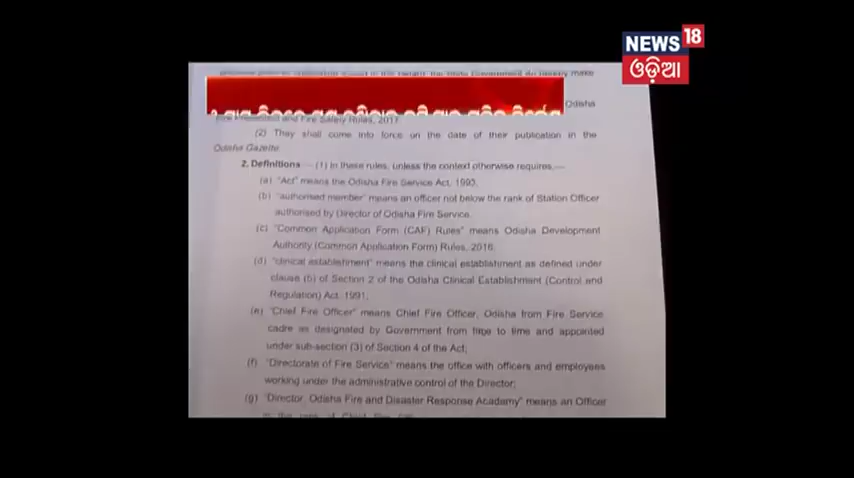 NEWS 18
ଓଡ଼ିଆ
Odisha
Fire Prevention and Fire Safety Rules, 2017.
(2) They shall come into force on the date of their publication in the
Odisha Gazette.
2. Definitions— (1) In these rules, unless the context otherwise requires,—
(a) "Act" means the Odisha Fire Service Act, 1993;
(b) "authorised member" means an officer not below the rank of Station Officer
authorised by Director of Odisha Fire Service.
(c) "Common Application Form (CAF) Rules" means Odisha Development
Authority (Common Application Form) Rules, 2016.
(d) "clinical establishment" means the clinical establishment as defined under
clause (b) of Section 2 of the Odisha Clinical Establishment (Control and
Regulation) Act, 1991;
(e) "Chief Fire Officer" means Chief Fire Officer, Odisha from Fire Service
cadre as designated by Government from time to time and appointed
under sub-section (3) of Section 4 of the Act;
(f) "Directorate of Fire Service" means the office with officers and employees
working under the administrative control of the Director;
(g) "Director, Odisha Fire and Disaster Response Academy" means an Officer